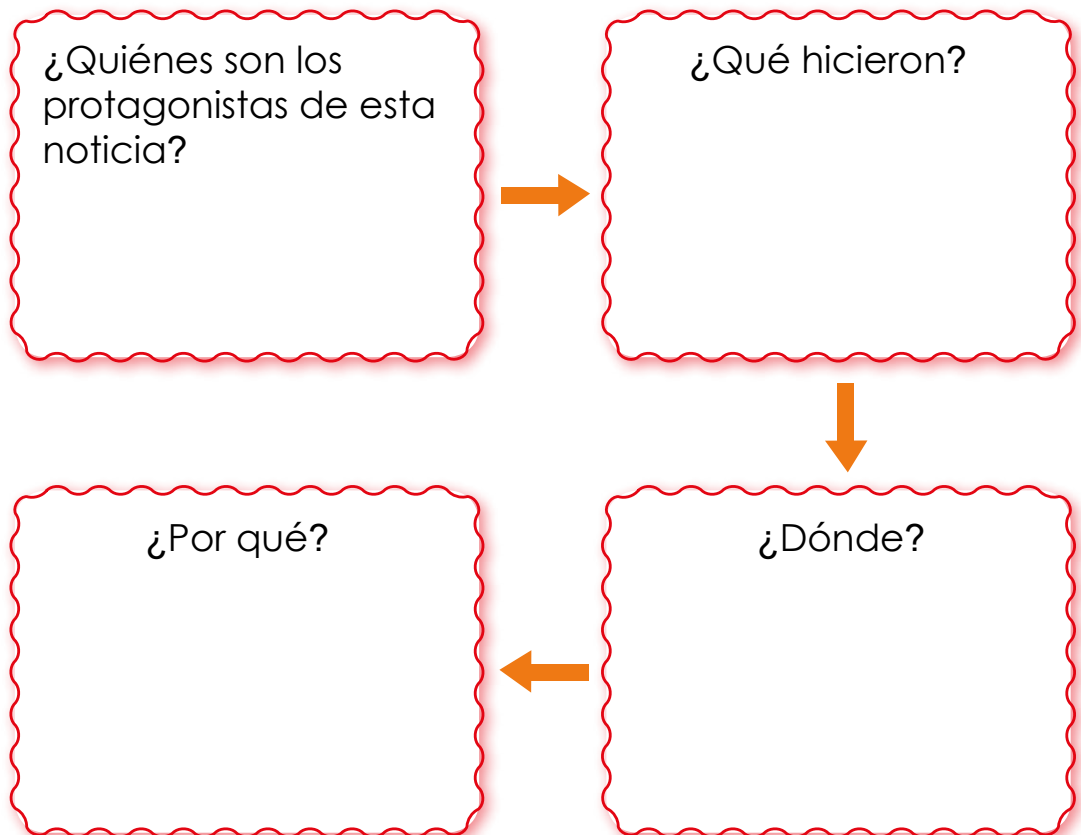 ¿Quiénes son los
protagonistas de esta
noticia?
¿Qué hicieron?
¿Dónde?
¿Por qué?